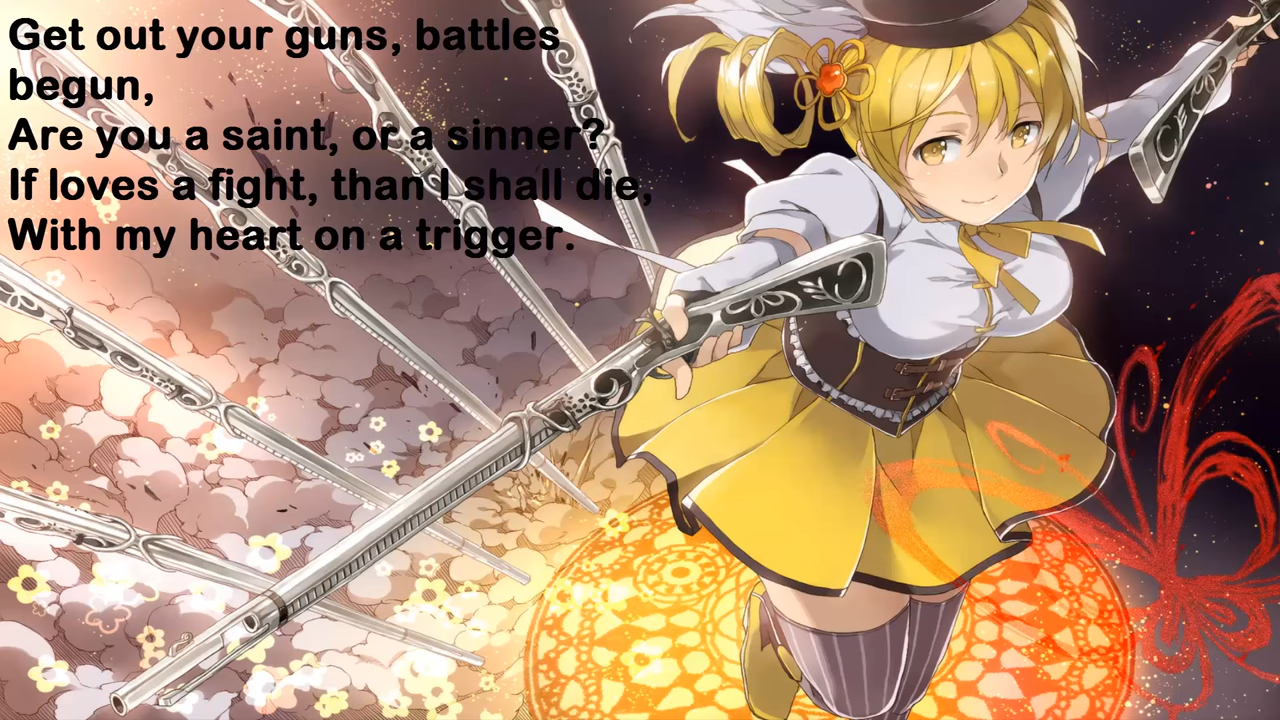 Get out your guns, battles
begun,
Are you a saint, or a sinner?
If loves a fight, than I shall die,
With my heart on a trigger.